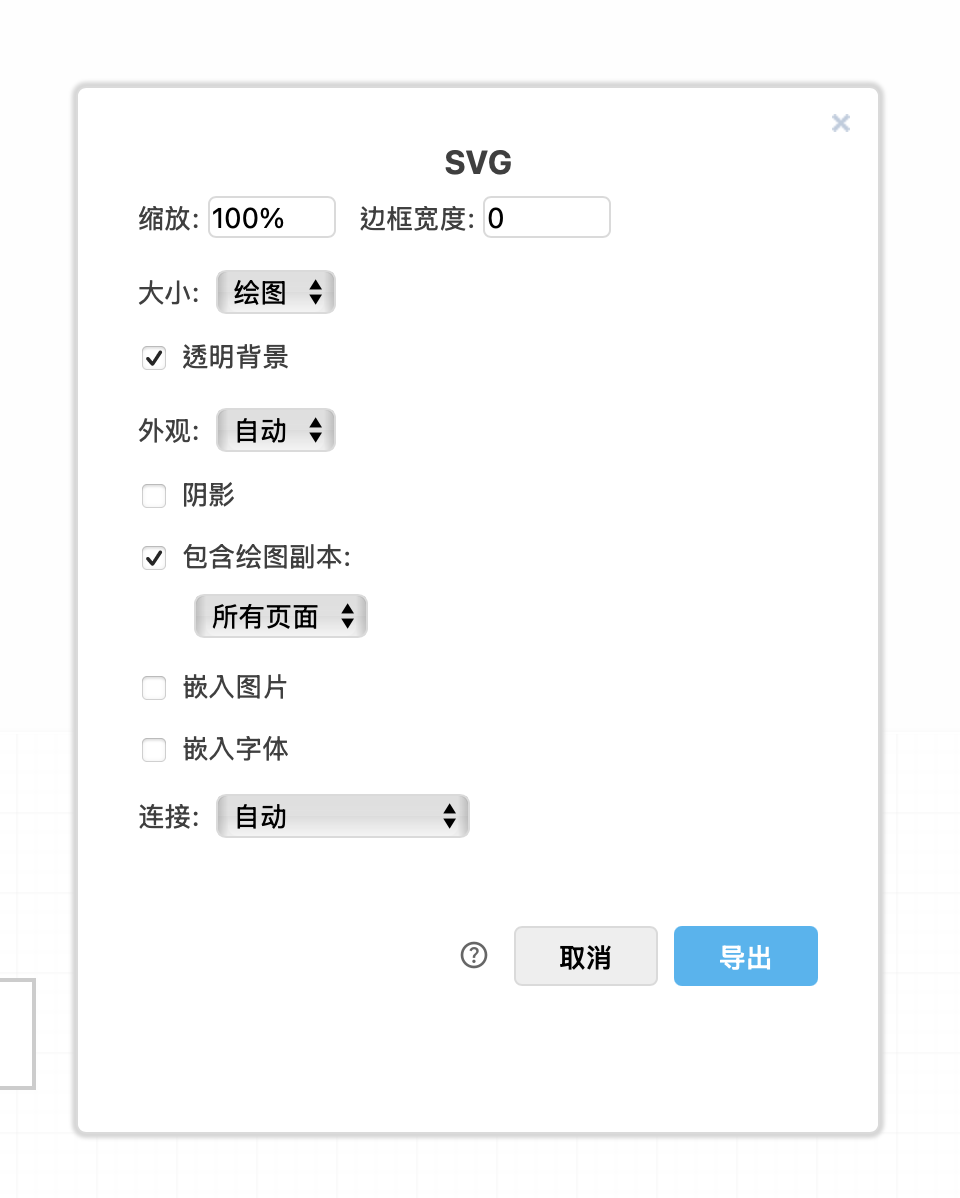 SVG
缩放: 100% 边框宽度: 0
大小: 绘图
透明背景
外观: 自动
阴影
包含绘图副本:
所有页面
嵌入图片
嵌入字体
连接: 自动
取消 导出